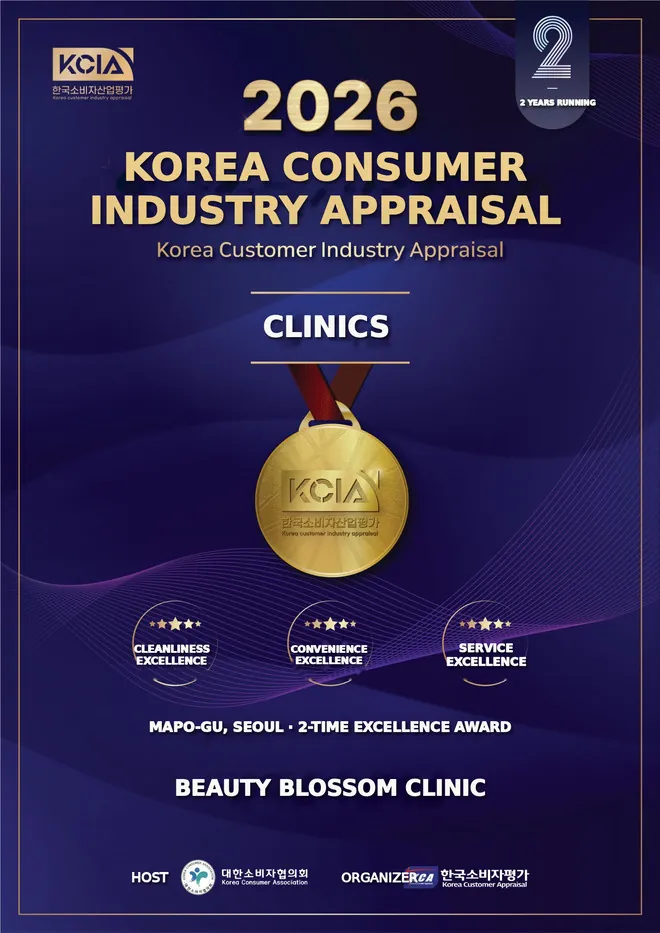 KCIA
한국소비자산업평가
Korea customer industry appraisal
2
2 YEARS RUNNING
2026
KOREA CONSUMER
INDUSTRY APPRAISAL
Korea Customer Industry Appraisal
CLINICS
KCIA
한국소비자산업평가
Korea customer industry appraisal
CLEANLINESS
EXCELLENCE
CONVENIENCE
EXCELLENCE
SERVICE
EXCELLENCE
MAPO-GU, SEOUL · 2-TIME EXCELLENCE AWARD
BEAUTY BLOSSOM CLINIC
HOST
대한소비자협의회
Korea Consumer Association
ORGANIZER
KCA
한국소비자평가
Korea Customer Appraisal